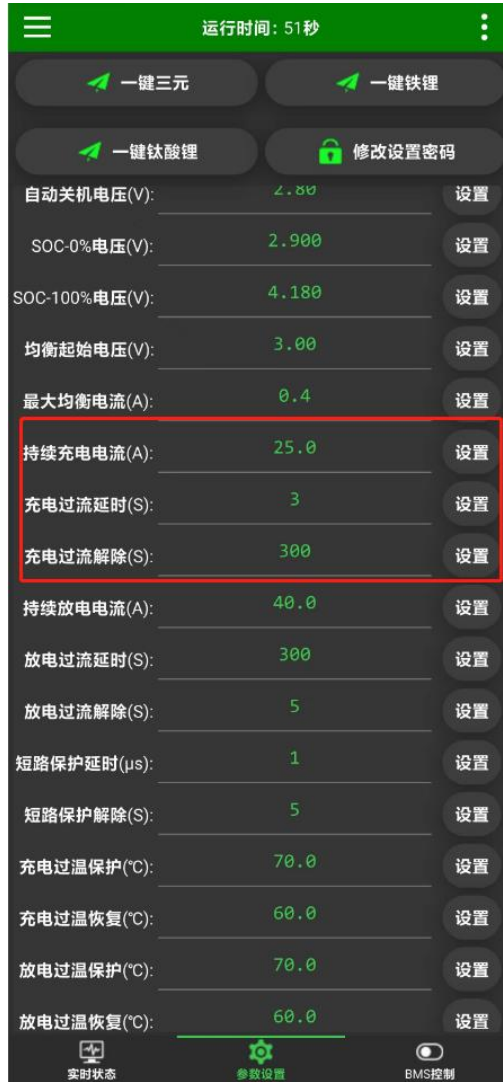 运行时间: 51秒
一键三元
一键铁锂
一键钛酸锂
修改设置密码
自动关机电压(V): 2.80 设置
SOC-0%电压(V): 2.900 设置
SOC-100%电压(V): 4.180 设置
均衡起始电压(V): 3.00 设置
最大均衡电流(A): 0.4 设置
持续充电电流(A): 25.0 设置
充电过流延时(S): 3 设置
充电过流解除(S): 300 设置
持续放电电流(A): 40.0 设置
放电过流延时(S): 300 设置
放电过流解除(S): 5 设置
短路保护延时(μs): 1 设置
短路保护解除(S): 5 设置
充电过温保护(℃): 70.0 设置
充电过温恢复(℃): 60.0 设置
放电过温保护(℃): 70.0 设置
放电过温恢复(℃): 60.0 设置
实时状态
参数设置
BMS控制